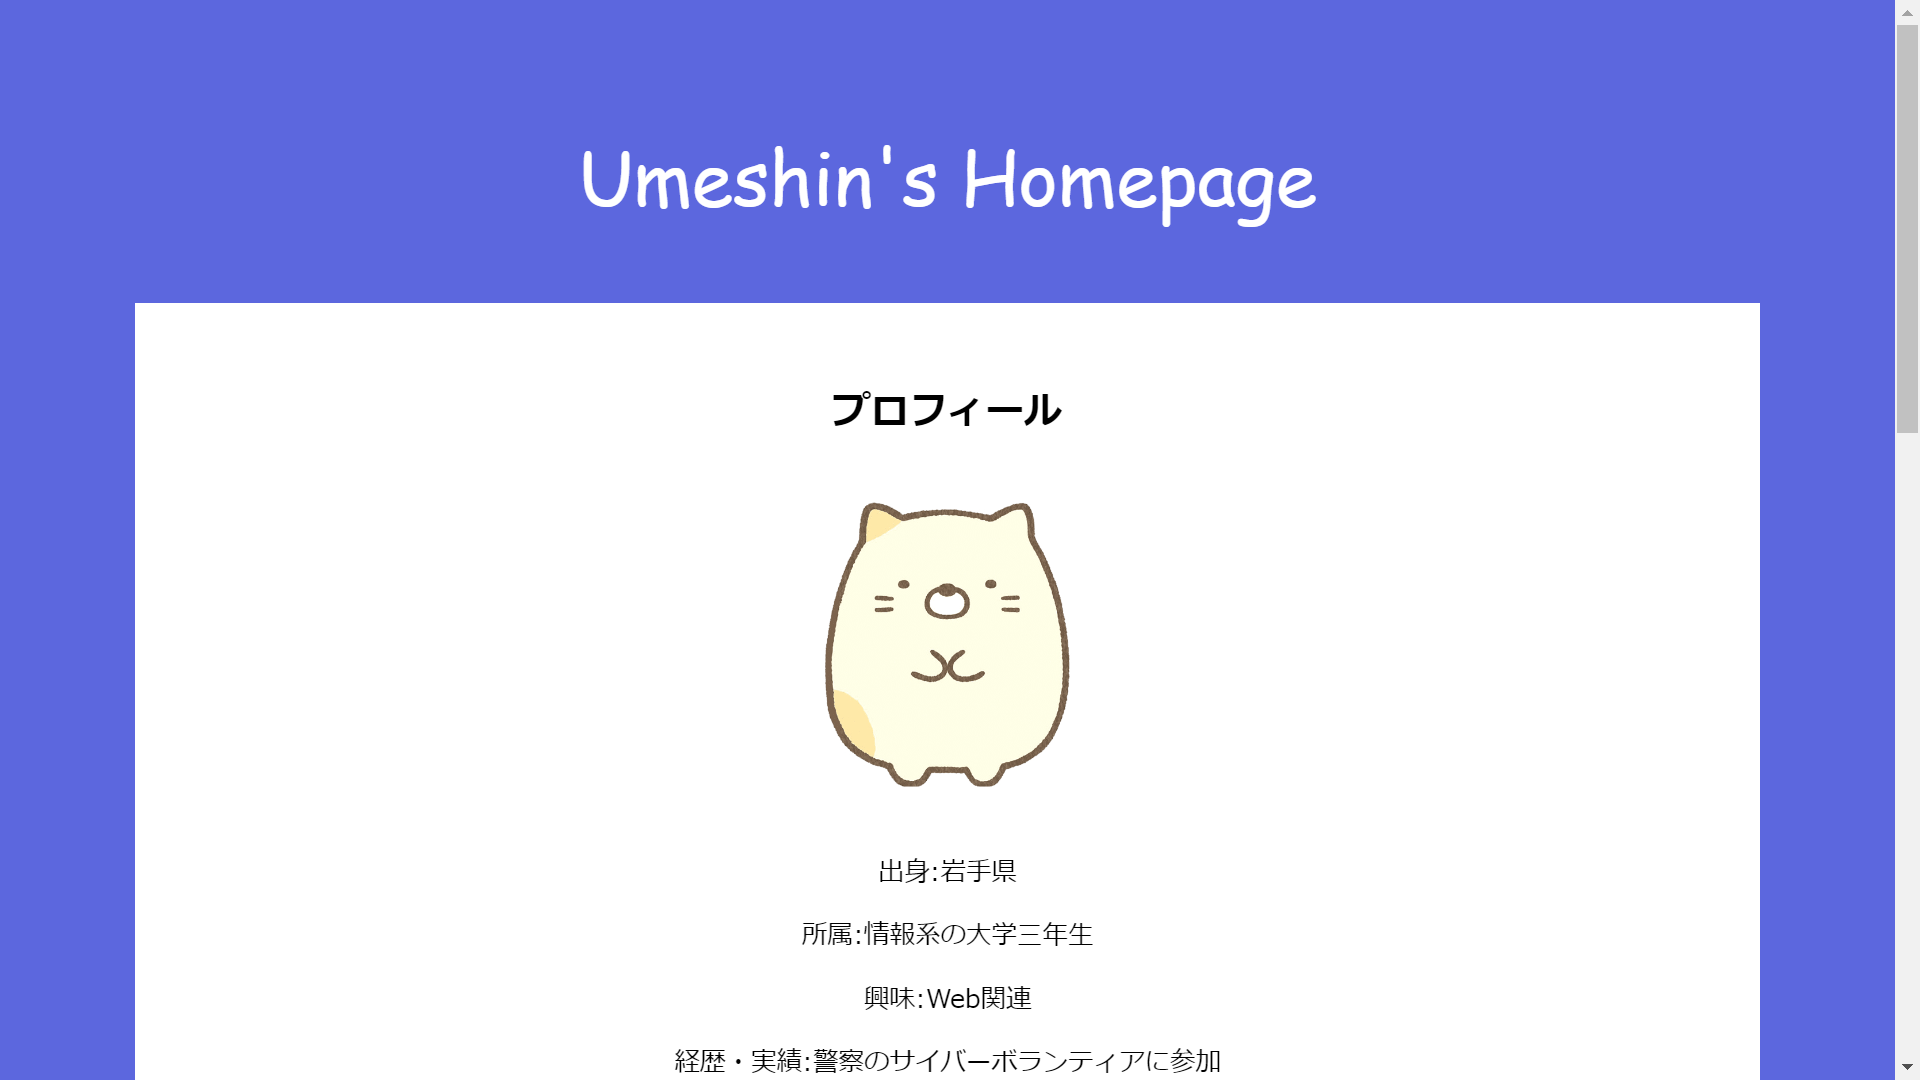 Umeshin's Homepage
プロフィール
出身:岩手県
所属:情報系の大学三年生
興味:Web関連
経歴・実績:警察のサイバーボランティアに参加